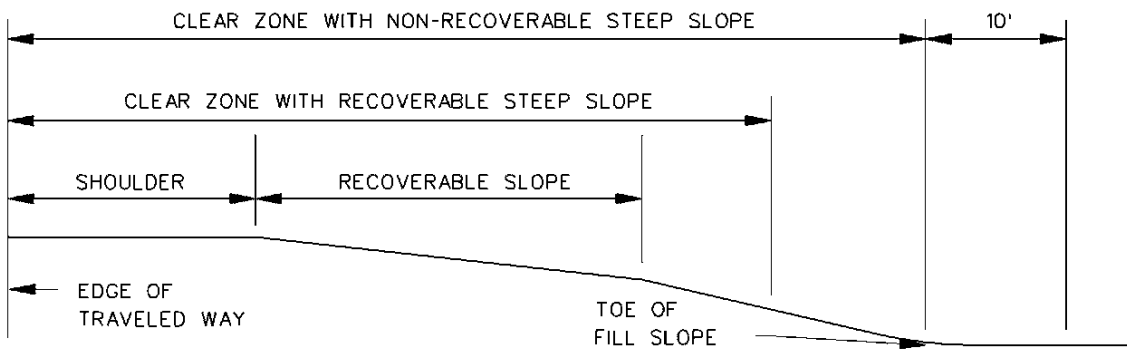 CLEAR ZONE WITH NON-RECOVERABLE STEEP SLOPE
10'
CLEAR ZONE WITH RECOVERABLE STEEP SLOPE
SHOULDER
RECOVERABLE SLOPE
EDGE OF
TRAVELED WAY
TOE OF
FILL SLOPE